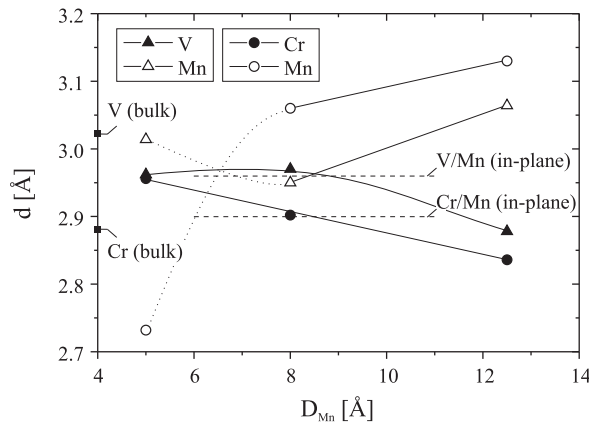 3.2
3.1
3.0
2.9
2.8
2.7
d [Å]
V
Mn
Cr
Mn
V (bulk)
Cr (bulk)
V/Mn (in-plane)
Cr/Mn (in-plane)
4 6 8 10 12 14
D_Mn [Å]